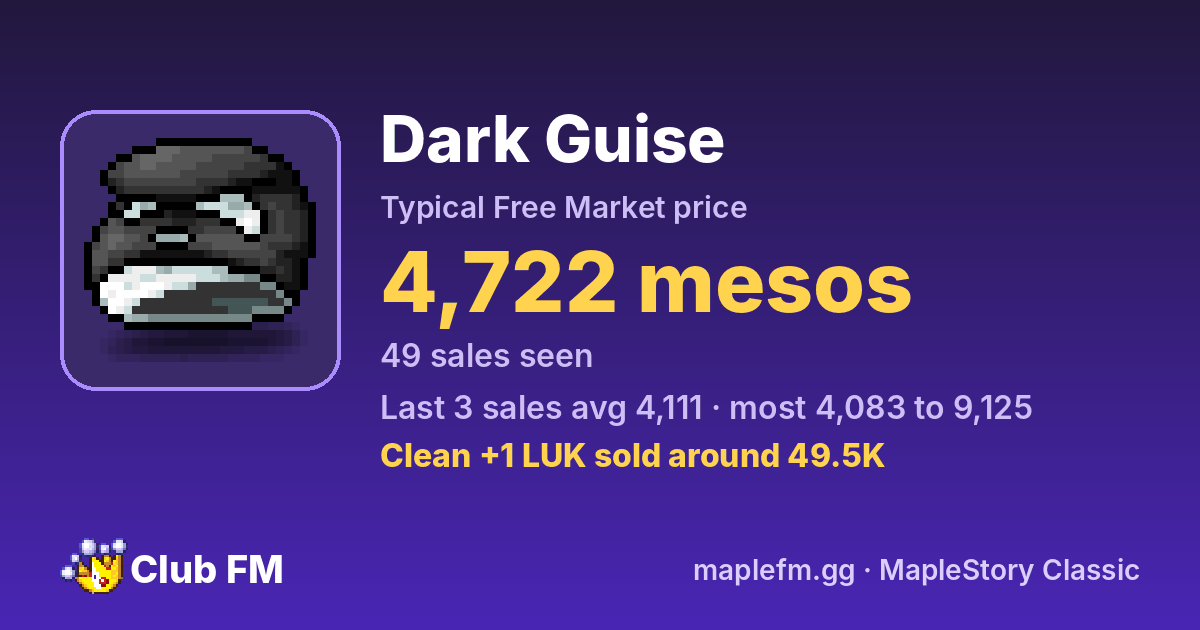 Dark Guise
Typical Free Market price
4,722 mesos
49 sales seen
Last 3 sales avg 4,111 · most 4,083 to 9,125
Clean +1 LUK sold around 49.5K
Club FM
maplefm.gg · MapleStory Classic